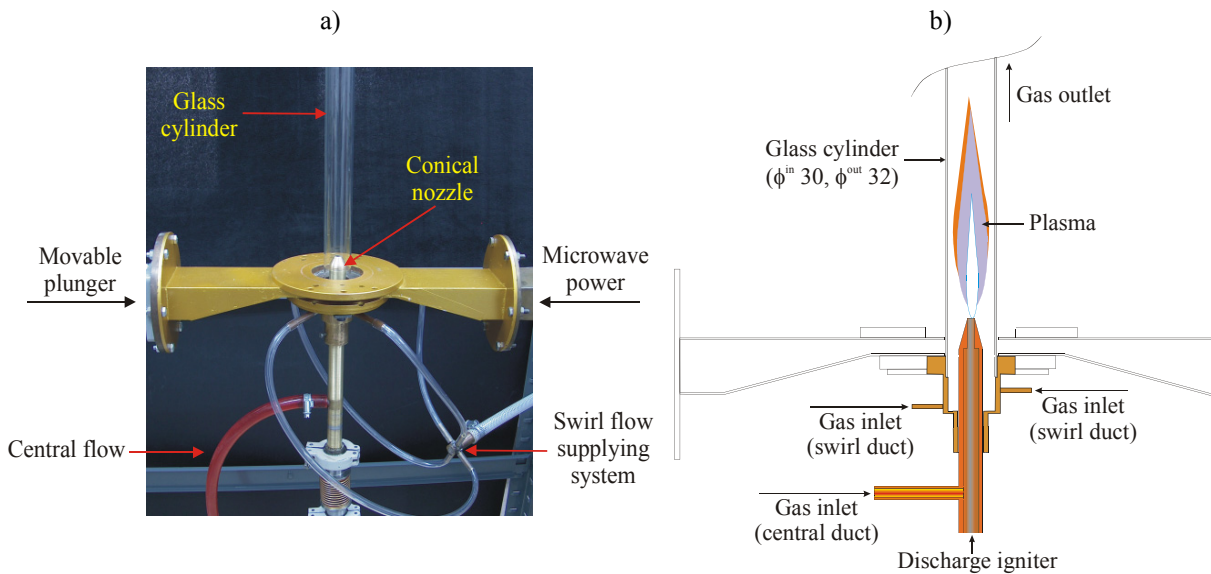 a)
Glass
cylinder
Conical
nozzle
Movable
plunger
Microwave
power
Central flow
Swirl flow
supplying
system
b)
Gas outlet
Glass cylinder
(ϕⁱⁿ 30, ϕᵒᵘᵗ 32)
Plasma
Gas inlet
(swirl duct)
Gas inlet
(swirl duct)
Gas inlet
(central duct)
Discharge igniter